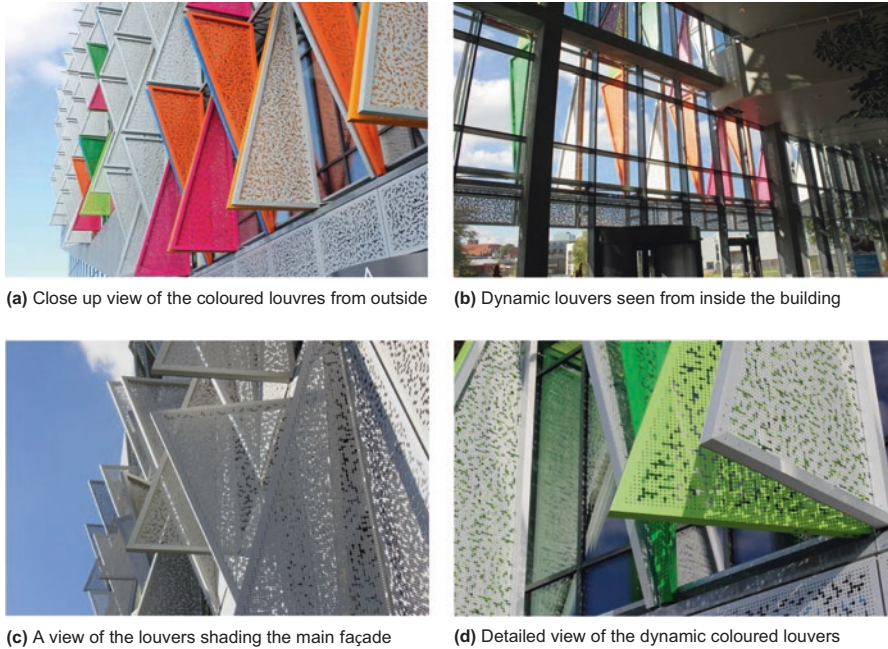 (a) Close up view of the coloured louvres from outside
(b) Dynamic louvers seen from inside the building
(c) A view of the louvers shading the main façade
(d) Detailed view of the dynamic coloured louvers